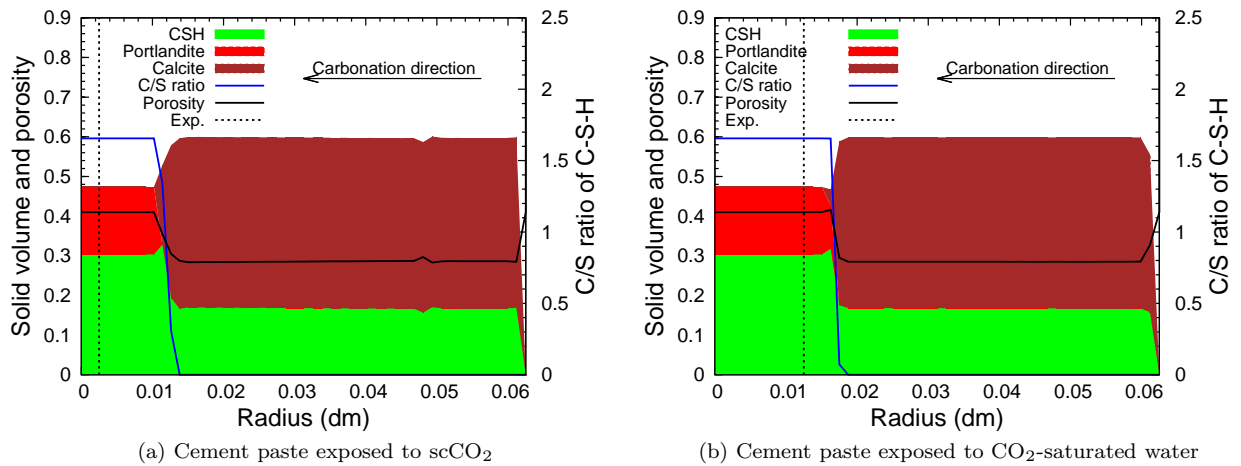 0.9
0.8
0.7
0.6
0.5
0.4
0.3
0.2
0.1
0
Solid volume and porosity
CSH
Portlandite
Calcite
C/S ratio
Porosity
Exp.
Carbonation direction
2.5
2
1.5
1
0.5
0
C/S ratio of C-S-H
0 0.01 0.02 0.03 0.04 0.05 0.06
Radius (dm)
(a) Cement paste exposed to scCO₂
0.9
0.8
0.7
0.6
0.5
0.4
0.3
0.2
0.1
0
Solid volume and porosity
CSH
Portlandite
Calcite
C/S ratio
Porosity
Exp.
Carbonation direction
2.5
2
1.5
1
0.5
0
C/S ratio of C-S-H
0 0.01 0.02 0.03 0.04 0.05 0.06
Radius (dm)
(b) Cement paste exposed to CO₂-saturated water